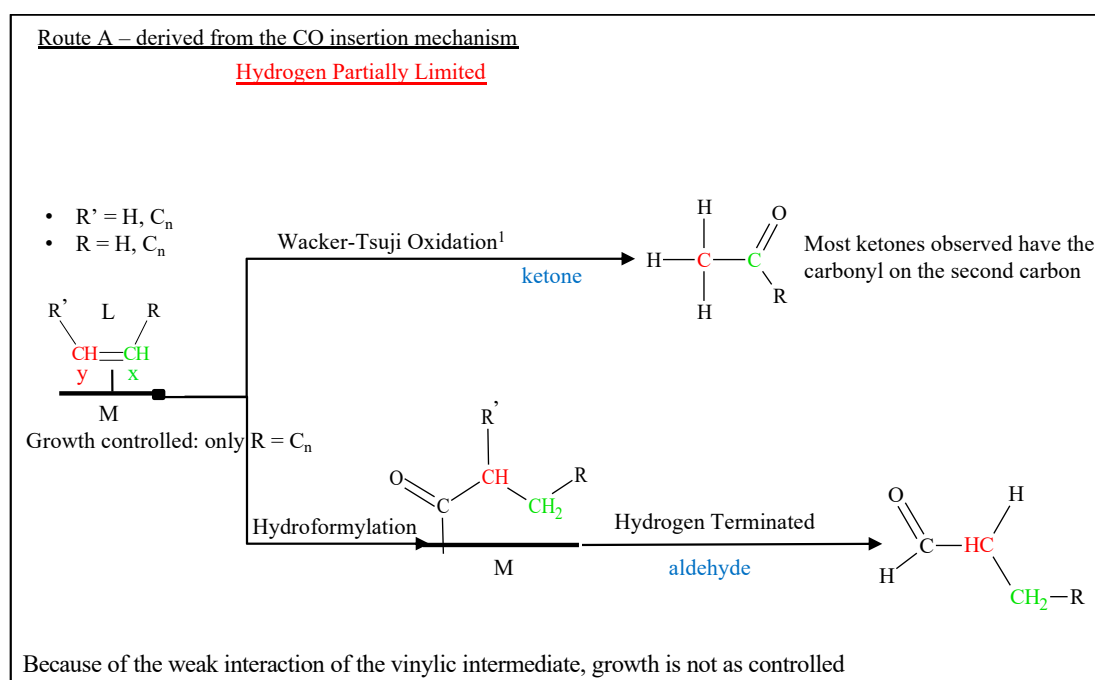 Route A – derived from the CO insertion mechanism
Hydrogen Partially Limited
• R’ = H, Cn
• R = H, Cn
R’ L R
CH CH
y x
M
Growth controlled: only R = Cn
Wacker-Tsuji Oxidation1
ketone
H O
H C C
H R
Most ketones observed have the
carbonyl on the second carbon
Hydroformylation
R’
O CH R
C CH2
M
Hydrogen Terminated
aldehyde
O H
C HC
H
CH2 R
Because of the weak interaction of the vinylic intermediate, growth is not as controlled